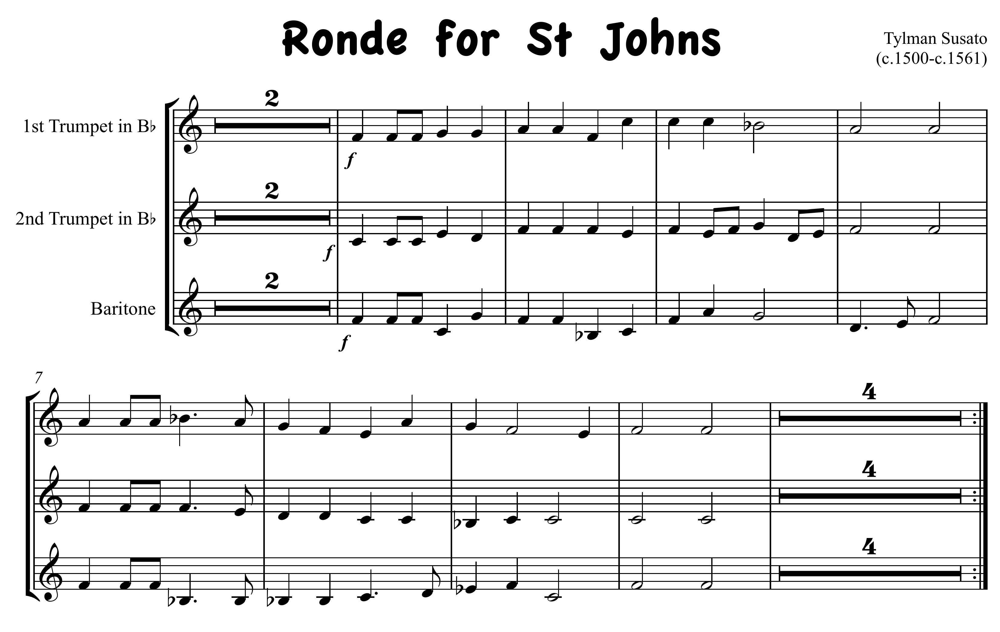 Ronde for St Johns
Tylman Susato
(c.1500-c.1561)
2
1st Trumpet in B♭
f
2
2nd Trumpet in B♭
f
2
Baritone
f
7
4
4
4